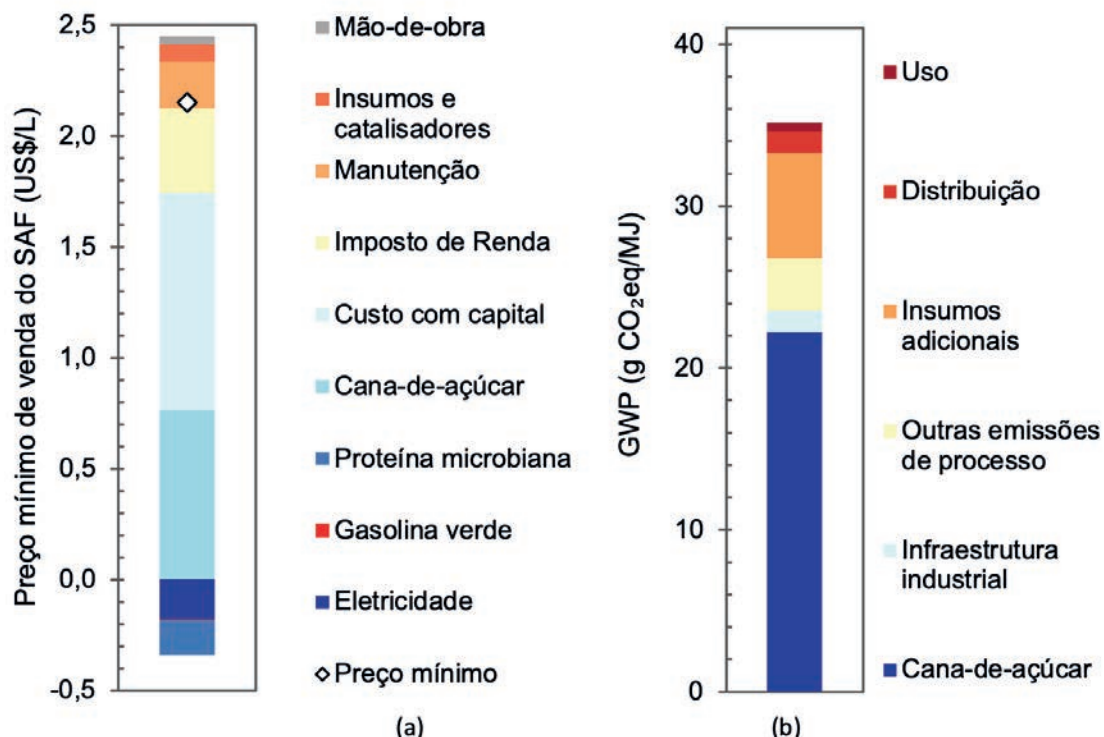 Preço mínimo de venda do SAF (US$/L)
2,5
2,0
1,5
1,0
0,5
0,0
-0,5
Mão-de-obra
Insumos e
catalisadores
Manutenção
Imposto de Renda
Custo com capital
Cana-de-açúcar
Proteína microbiana
Gasolina verde
Eletricidade
Preço mínimo
(a)
GWP (g CO₂eq/MJ)
40
30
20
10
0
Uso
Distribuição
Insumos
adicionais
Outras emissões
de processo
Infraestrutura
industrial
Cana-de-açúcar
(b)